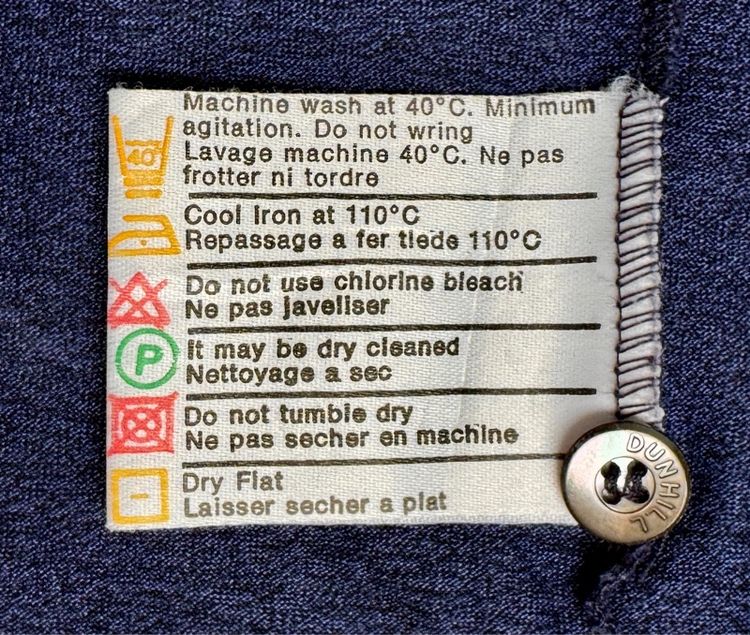 Machine wash at 40°C. Minimum
agitation. Do not wring
Lavage machine 40°C. Ne pas
frotter ni tordre
40
Cool Iron at 110°C
Repassage a fer tiede 110°C
Do not use chlorine bleach
Ne pas javeliser
P
It may be dry cleaned
Nettoyage a sec
Do not tumble dry
Ne pas secher en machine
Dry Flat
Laisser secher a plat
DUNHILL